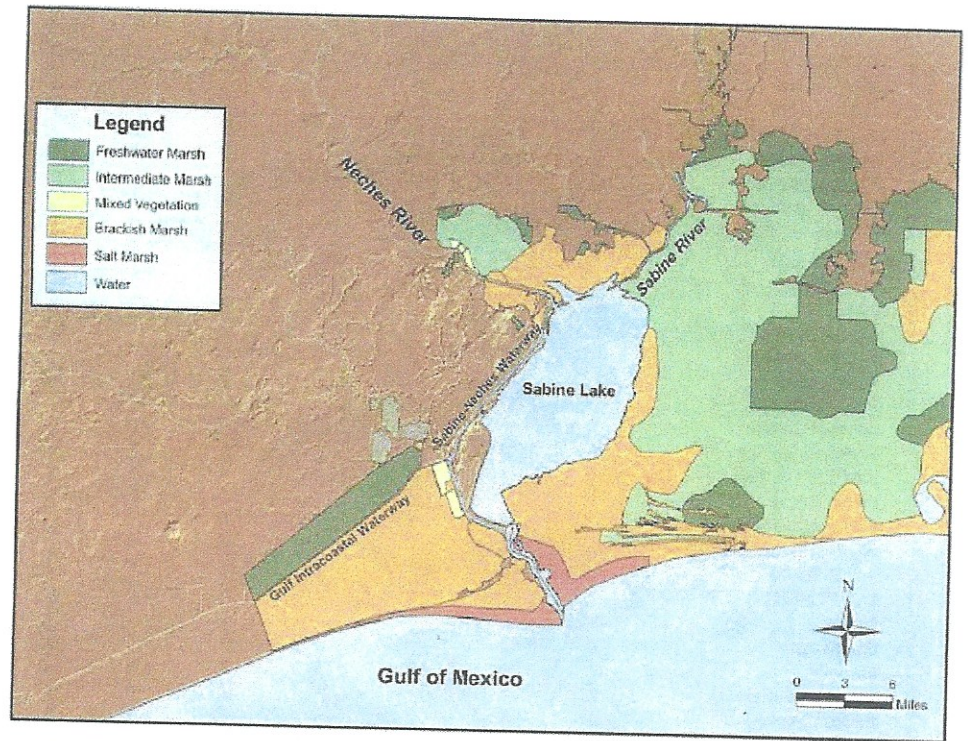 Legend
Freshwater Marsh
Intermediate Marsh
Mixed Vegetation
Brackish Marsh
Salt Marsh
Water
Neches River
Sabine River
Sabine-Neches Waterway
Sabine Lake
Gulf Intracoastal Waterway
Gulf of Mexico
N
0 3 6
Miles